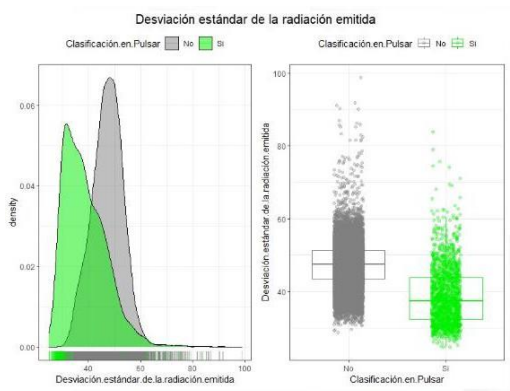 Desviación estándar de la radiación emitida
Clasificación.en.Pulsar No Si
density
0.06
0.04
0.02
0.00
40 60 80 100
Desviación.estándar.de.la.radiación.emitida
Clasificación.en.Pulsar No Si
Desviación.estándar.de.la.radiación.emitida
100
80
60
40
No Si
Clasificación.en.Pulsar